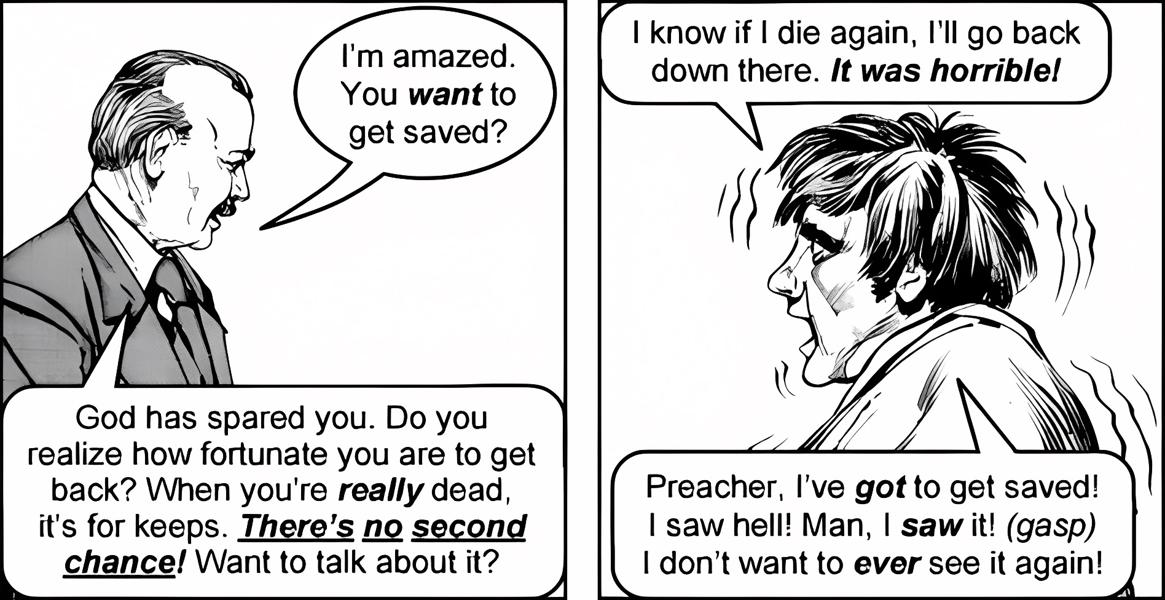 I'm amazed.
You want to
get saved?
God has spared you. Do you
realize how fortunate you are to get
back? When you're really dead,
it's for keeps. There's no second
chance! Want to talk about it?
I know if I die again, I'll go back
down there. It was horrible!
Preacher, I've got to get saved!
I saw hell! Man, I saw it! (gasp)
I don't want to ever see it again!